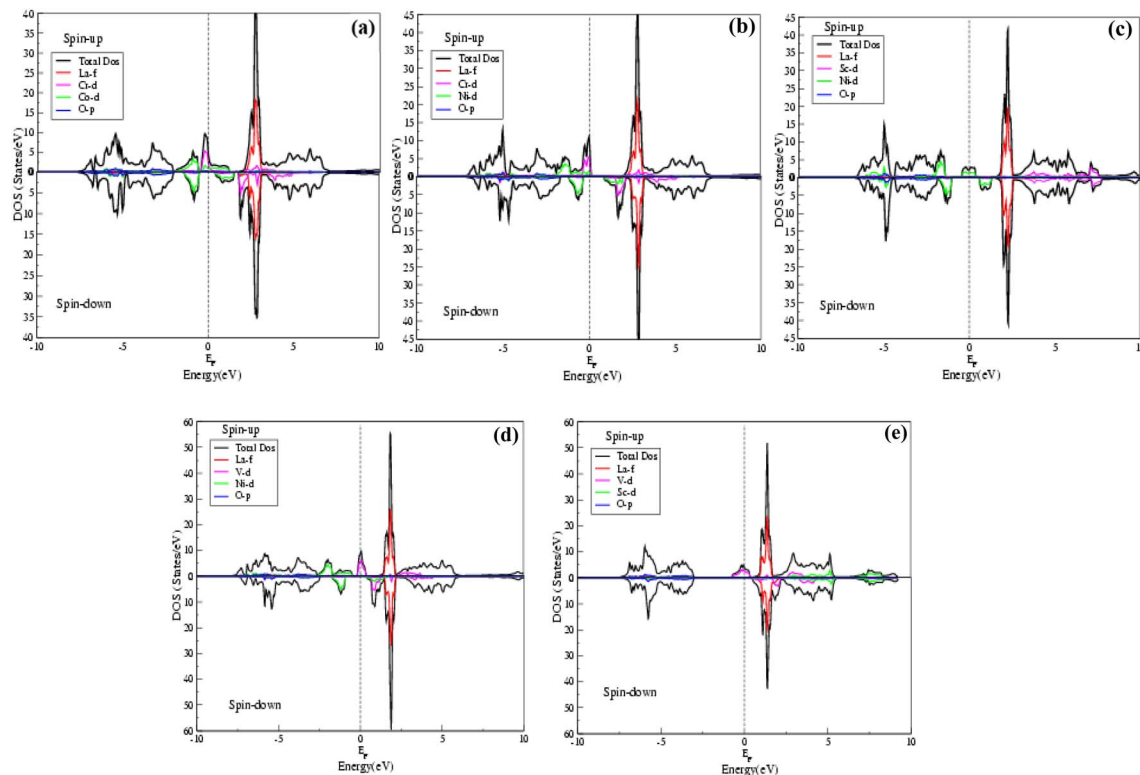 (a)
Spin-up
Total Dos
La-f
Cr-d
Co-d
O-p
40
35
30
25
20
15
10
5
0
5
10
15
20
25
30
35
40
DOS (States/eV)
Spin-down
-10 -5 0 5 10
E_F
Energy(eV)
(b)
Spin-up
Total Dos
La-f
Cr-d
Ni-d
O-p
45
40
35
30
25
20
15
10
5
0
5
10
15
20
25
30
35
40
45
DOS (States/eV)
Spin-down
-10 -5 0 5 10
E_F
Energy(eV)
(c)
Spin-up
Total Dos
La-f
Sc-d
Ni-d
O-p
45
40
35
30
25
20
15
10
5
0
5
10
15
20
25
30
35
40
45
DOS (States/eV)
Spin-down
-10 -5 0 5
E_F
Energy(eV)
(d)
Spin-up
Total Dos
La-f
V-d
Ni-d
O-p
60
50
40
30
20
10
0
10
20
30
40
50
60
DOS (States/eV)
Spin-down
-10 -5 0 5 10
E_F
Energy(eV)
(e)
Spin-up
Total Dos
La-f
V-d
Sc-d
O-p
60
50
40
30
20
10
0
10
20
30
40
50
60
DOS (States/eV)
Spin-down
-10 -5 0 5 10
E_F
Energy(eV)